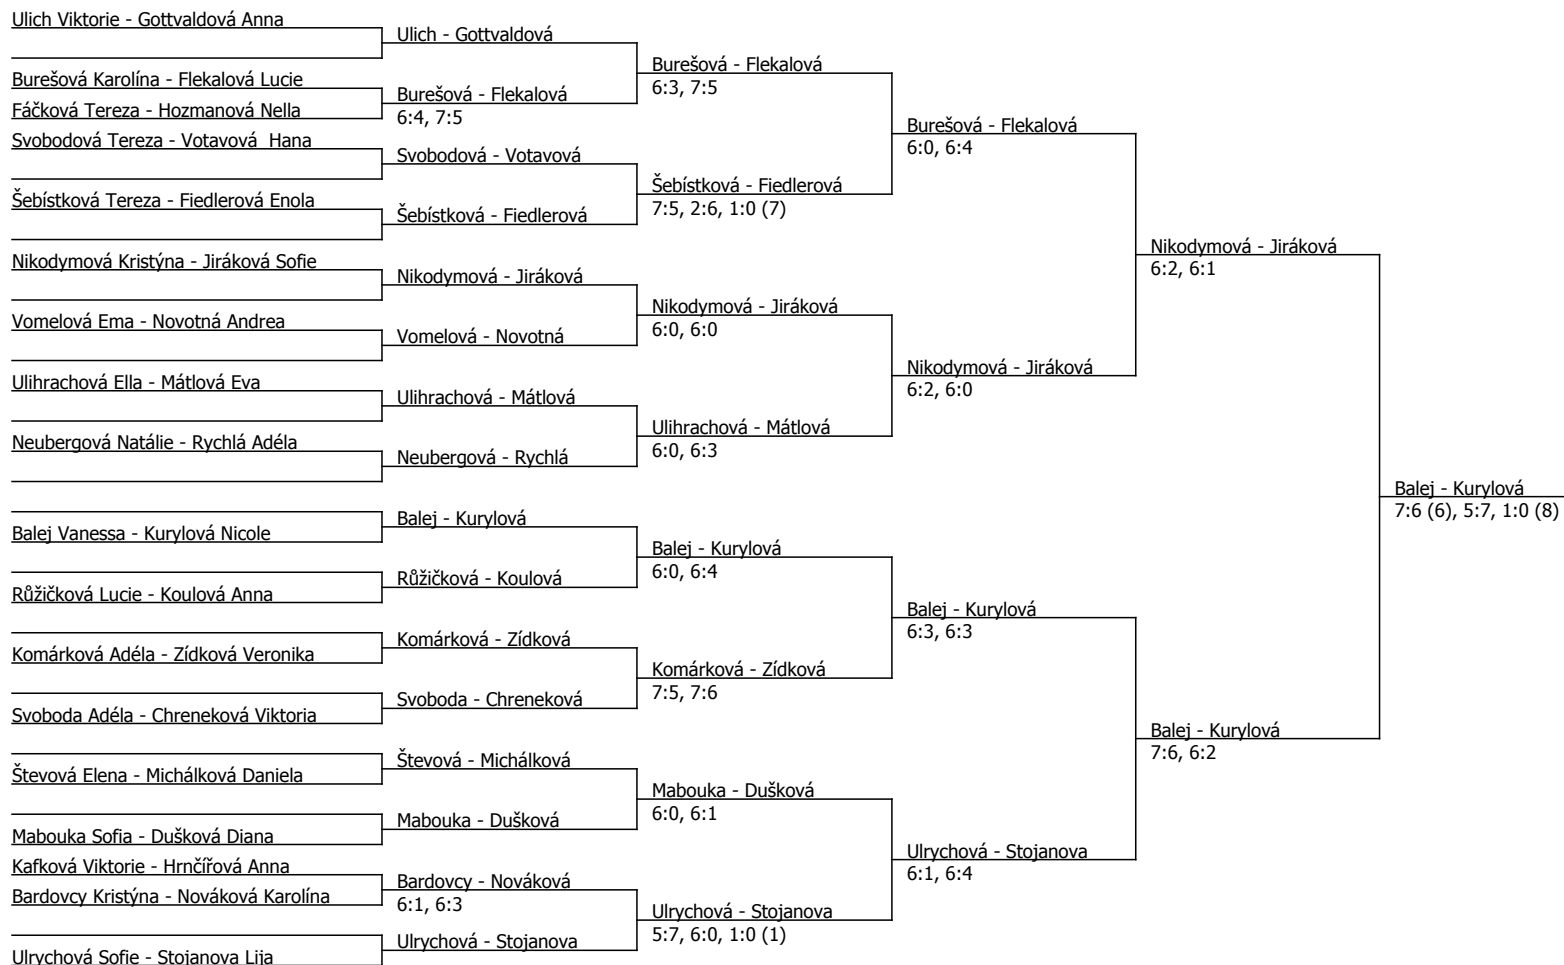 Ulich Viktorie - Gottvaldová Anna
Burešová Karolína - Flekalová Lucie
Fáčková Tereza - Hozmanová Nella
Svobodová Tereza - Votavová  Hana
Šebístková Tereza - Fiedlerová Enola
Nikodymová Kristýna - Jiráková Sofie
Vomelová Ema - Novotná Andrea
Ulihrachová Ella - Mátlová Eva
Neubergová Natálie - Rychlá Adéla
Balej Vanessa - Kurylová Nicole
Růžičková Lucie - Koulová Anna
Komárková Adéla - Zídková Veronika
Svoboda Adéla - Chreneková Viktoria
Števová Elena - Michálková Daniela
Mabouka Sofia - Dušková Diana
Kafková Viktorie - Hrnčířová Anna
Bardovcy Kristýna - Nováková Karolína
Ulrychová Sofie - Stojanova Lija
Ulich - Gottvaldová
Burešová - Flekalová
6:4, 7:5
Svobodová - Votavová
Šebístková - Fiedlerová
Nikodymová - Jiráková
Vomelová - Novotná
Ulihrachová - Mátlová
Neubergová - Rychlá
Balej - Kurylová
Růžičková - Koulová
Komárková - Zídková
Svoboda - Chreneková
Števová - Michálková
Mabouka - Dušková
Bardovcy - Nováková
6:1, 6:3
Ulrychová - Stojanova
Burešová - Flekalová
6:3, 7:5
Šebístková - Fiedlerová
7:5, 2:6, 1:0 (7)
Nikodymová - Jiráková
6:0, 6:0
Ulihrachová - Mátlová
6:0, 6:3
Balej - Kurylová
6:0, 6:4
Komárková - Zídková
7:5, 7:6
Mabouka - Dušková
6:0, 6:1
Ulrychová - Stojanova
5:7, 6:0, 1:0 (1)
Burešová - Flekalová
6:0, 6:4
Nikodymová - Jiráková
6:2, 6:0
Balej - Kurylová
6:3, 6:3
Ulrychová - Stojanova
6:1, 6:4
Nikodymová - Jiráková
6:2, 6:1
Balej - Kurylová
7:6, 6:2
Balej - Kurylová
7:6 (6), 5:7, 1:0 (8)